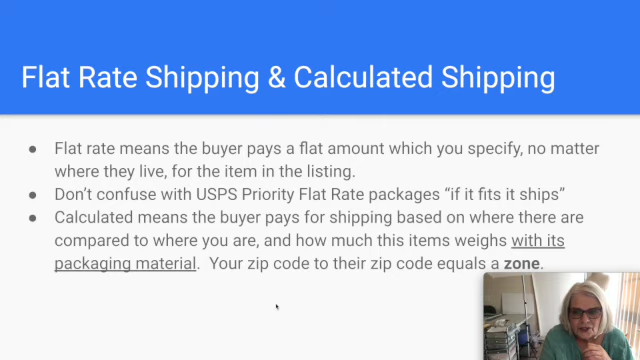 Flat Rate Shipping & Calculated Shipping
Flat rate means the buyer pays a flat amount which you specify, no matter
where they live, for the item in the listing.
Don't confuse with USPS Priority Flat Rate packages “if it fits it ships”
Calculated means the buyer pays for shipping based on where there are
compared to where you are, and how much this items weighs with its
packaging material. Your zip code to their zip code equals a zone.